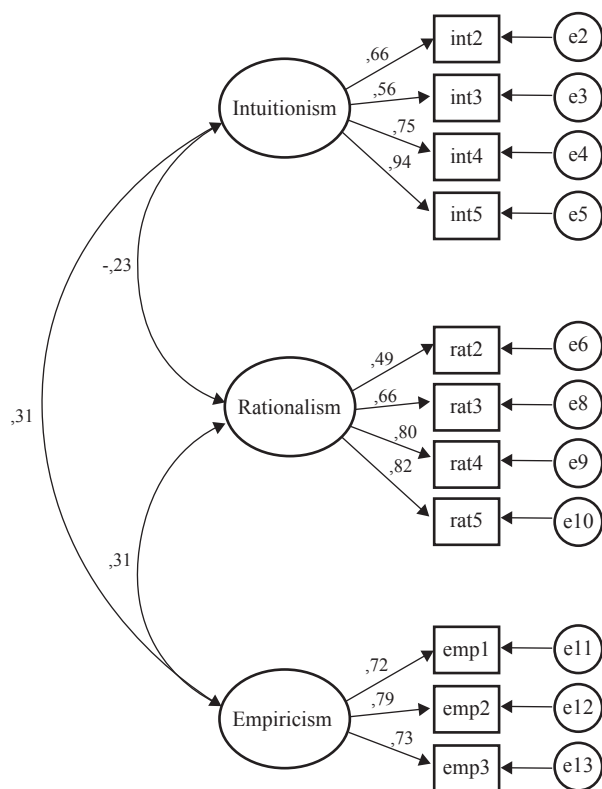 ,66
int2
e2
Intuitionism
,56
int3
e3
,75
int4
e4
,94
int5
e5
-,23
,49
rat2
e6
Rationalism
,66
rat3
e8
,31
,80
rat4
e9
,82
rat5
e10
,31
,72
emp1
e11
Empiricism
,79
emp2
e12
,73
emp3
e13